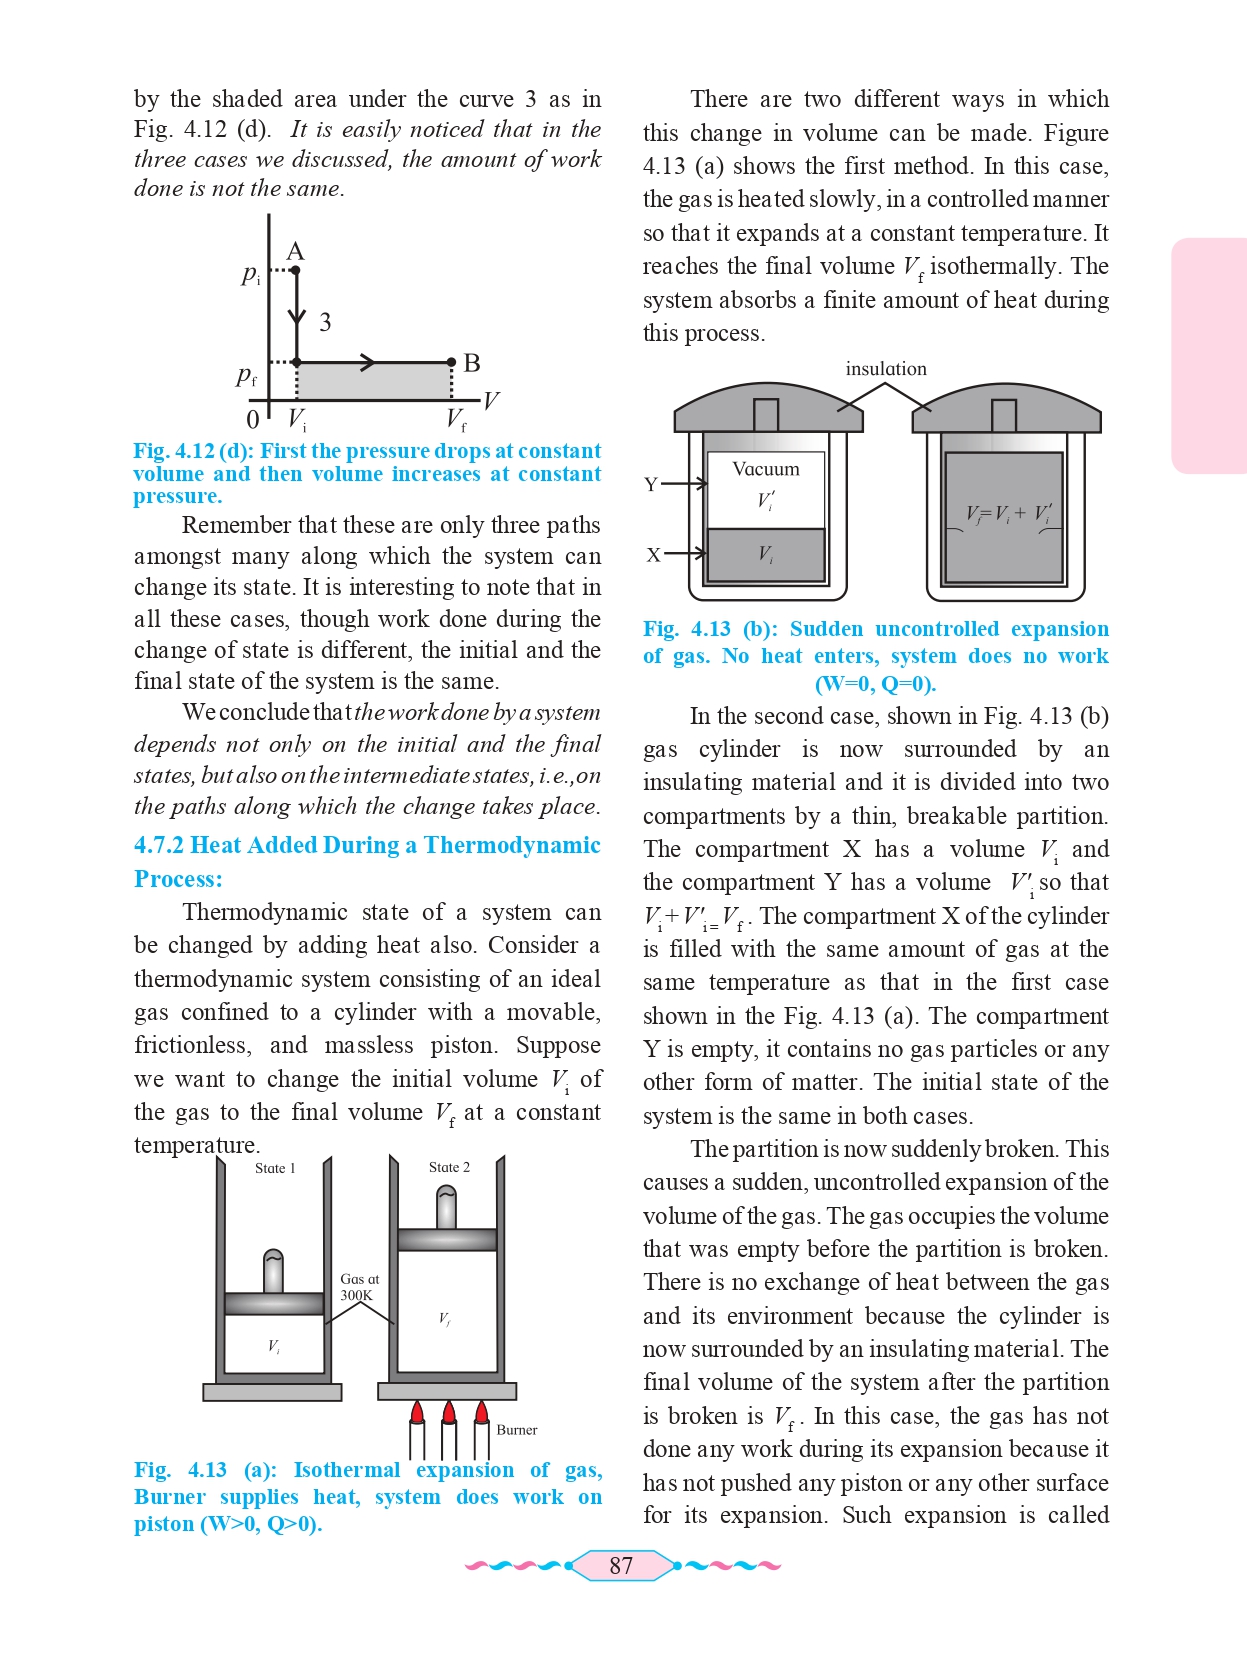 by the shaded area under the curve 3 as in
Fig. 4.12 (d). It is easily noticed that in the
three cases we discussed, the amount of work
done is not the same.
A
pi
3
B
pf
V
0
Vi
Vf
Fig. 4.12 (d): First the pressure drops at constant
volume and then volume increases at constant
pressure.
Remember that these are only three paths
amongst many along which the system can
change its state. It is interesting to note that in
all these cases, though work done during the
change of state is different, the initial and the
final state of the system is the same.
We conclude that the work done by a system
depends not only on the initial and the final
states, but also on the intermediate states, i.e.,on
the paths along which the change takes place.
4.7.2 Heat Added During a Thermodynamic
Process:
Thermodynamic state of a system can
be changed by adding heat also. Consider a
thermodynamic system consisting of an ideal
gas confined to a cylinder with a movable,
frictionless, and massless piston. Suppose
we want to change the initial volume Vi of
the gas to the final volume Vf at a constant
temperature.
State 1
State 2
Gas at
300K
Vi
Vf
Burner
Fig. 4.13 (a): Isothermal expansion of gas,
Burner supplies heat, system does work on
piston (W>0, Q>0).
There are two different ways in which
this change in volume can be made. Figure
4.13 (a) shows the first method. In this case,
the gas is heated slowly, in a controlled manner
so that it expands at a constant temperature. It
reaches the final volume Vf isothermally. The
system absorbs a finite amount of heat during
this process.
insulation
Vacuum
Y
Vi′
X
Vi
Vf=Vi + Vi′
Fig. 4.13 (b): Sudden uncontrolled expansion
of gas. No heat enters, system does no work
(W=0, Q=0).
In the second case, shown in Fig. 4.13 (b)
gas cylinder is now surrounded by an
insulating material and it is divided into two
compartments by a thin, breakable partition.
The compartment X has a volume Vi and
the compartment Y has a volume V′i so that
Vi + V′i = Vf . The compartment X of the cylinder
is filled with the same amount of gas at the
same temperature as that in the first case
shown in the Fig. 4.13 (a). The compartment
Y is empty, it contains no gas particles or any
other form of matter. The initial state of the
system is the same in both cases.
The partition is now suddenly broken. This
causes a sudden, uncontrolled expansion of the
volume of the gas. The gas occupies the volume
that was empty before the partition is broken.
There is no exchange of heat between the gas
and its environment because the cylinder is
now surrounded by an insulating material. The
final volume of the system after the partition
is broken is Vf . In this case, the gas has not
done any work during its expansion because it
has not pushed any piston or any other surface
for its expansion. Such expansion is called
87